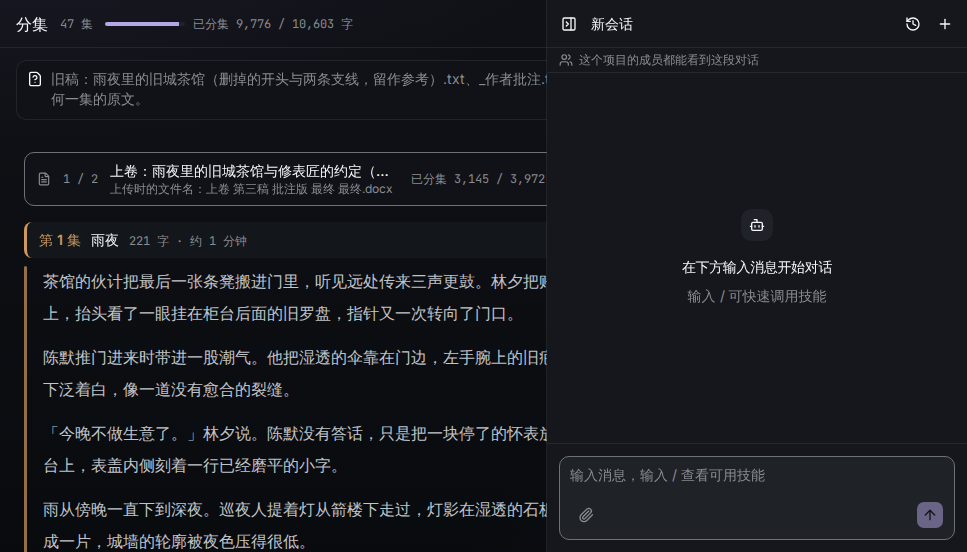 分集 47 集 已分集 9,776 / 10,603 字
旧稿：雨夜里的旧城茶馆（删掉的开头与两条支线，留作参考）.txt、_作者批注.
何一集的原文。
1 / 2 上卷：雨夜里的旧城茶馆与修表匠的约定（…
上传时的文件名：上卷 第三稿 批注版 最终 最终.docx
已分集 3,145 / 3,972
第 1 集 雨夜 221 字 · 约 1 分钟
茶馆的伙计把最后一张条凳搬进门里，听见远处传来三声更鼓。林夕把
上，抬头看了一眼挂在柜台后面的旧罗盘，指针又一次转向了门口。
陈默推门进来时带进一股潮气。他把湿透的伞靠在门边，左手腕上的旧
下泛着白，像一道没有愈合的裂缝。
「今晚不做生意了。」林夕说。陈默没有答话，只是把一块停了的怀表
台上，表盖内侧刻着一行已经磨平的小字。
雨从傍晚一直下到深夜。巡夜人提着灯从箭楼下走过，灯影在湿透的石
成一片，城墙的轮廓被夜色压得很低。
新会话
这个项目的成员都能看到这段对话
在下方输入消息开始对话
输入 / 可快速调用技能
输入消息，输入 / 查看可用技能